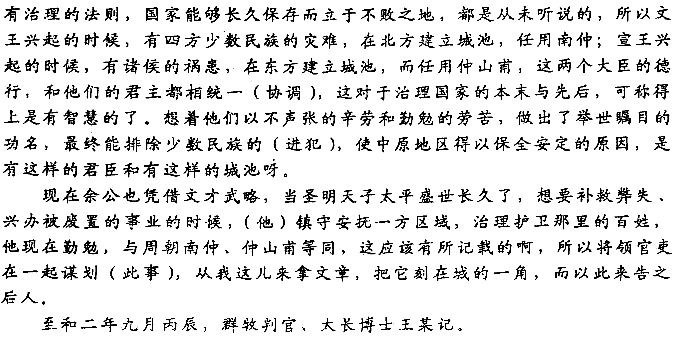 有治理的法则，国家能够长久保存而立于不败之地，都是从未听说的，所以文
王兴起的时候，有四方少数民族的灾难，在北方建立城池，任用南仲；宣王兴
起的时候，有诸侯的祸患，在东方建立城池，而任用仲山甫，这两个大臣的德
行，和他们的君主都相统一（协调），这对于治理国家的本末与先后，可称得
上是有智慧的了。想着他们以不声张的辛劳和勤勉的劳苦，做出了举世瞩目的
功名，最终能排除少数民族的（进犯），使中原地区得以保全安定的原因，是
有这样的君臣和有这样的城池呀。
现在余公也凭借文才武略，当圣明天子太平盛世长久了，想要补救弊失、
兴办被废置的事业的时候，（他）镇守安抚一方区域，治理护卫那里的百姓，
他现在勤勉，与周朝南仲、仲山甫等同，这应该有所记载的啊，所以将领官吏
在一起谋划（此事），从我这儿来拿文章，把它刻在城的一角，而以此来告之
后人。
至和二年九月丙辰，群牧判官、大长博士王某记。